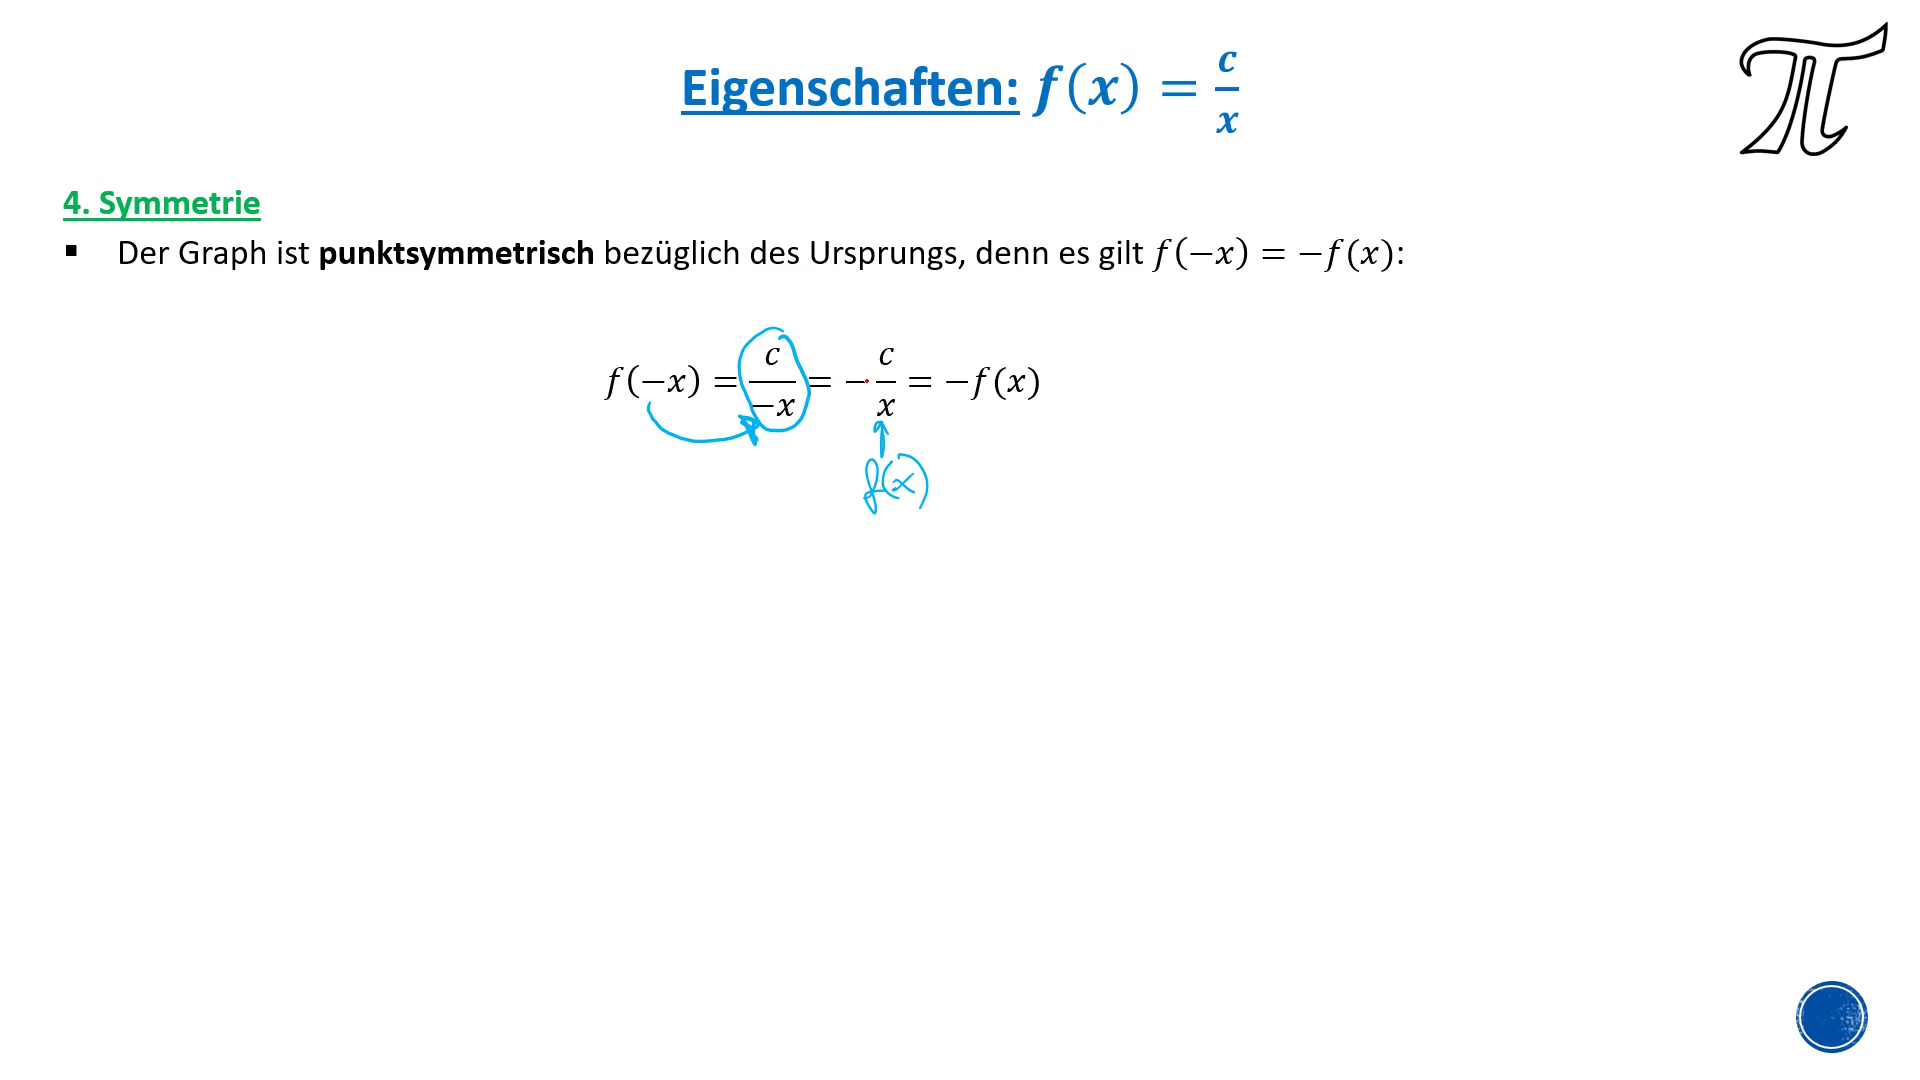 Eigenschaften: f(x) = c/x
4. Symmetrie
▪ Der Graph ist punktsymmetrisch bezüglich des Ursprungs, denn es gilt f(−x) = −f(x):
f(−x) = c/−x = −c/x = −f(x)
f(x)